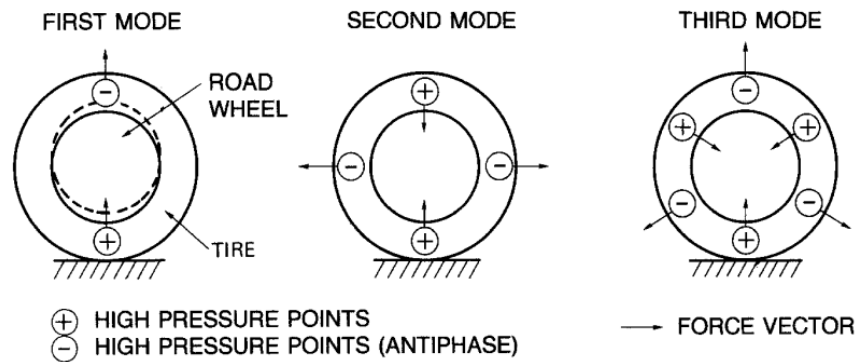 FIRST MODE
SECOND MODE
THIRD MODE
ROAD
WHEEL
TIRE
+ HIGH PRESSURE POINTS
− HIGH PRESSURE POINTS (ANTIPHASE)
→ FORCE VECTOR